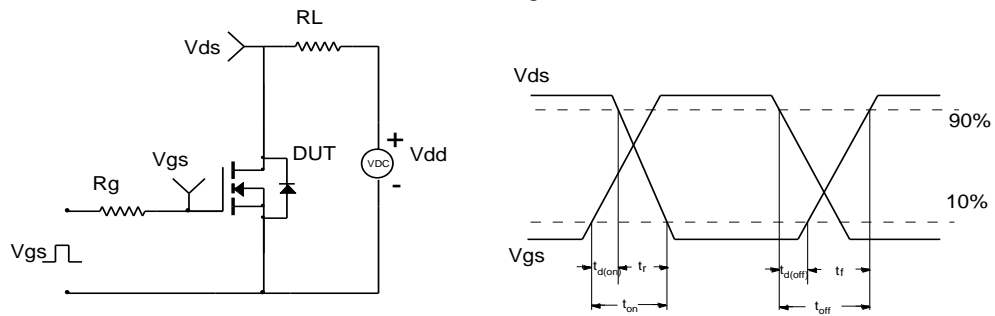 RL
Vds
Vgs
DUT
+
VDC
Vdd
-
Rg
Vgs
Vds
90%
10%
Vgs
td(on)
tr
ton
td(off)
tf
toff